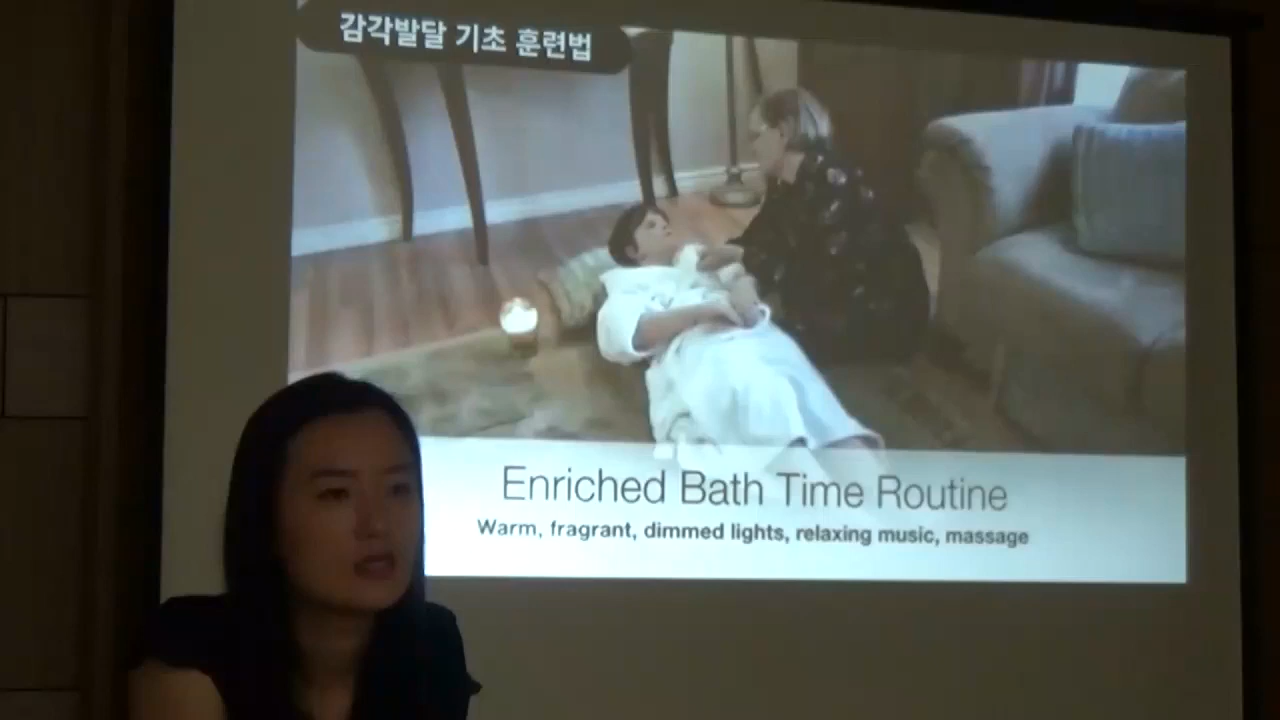 감각발달 기초 훈련법
Enriched Bath Time Routine
Warm, fragrant, dimmed lights, relaxing music, massage